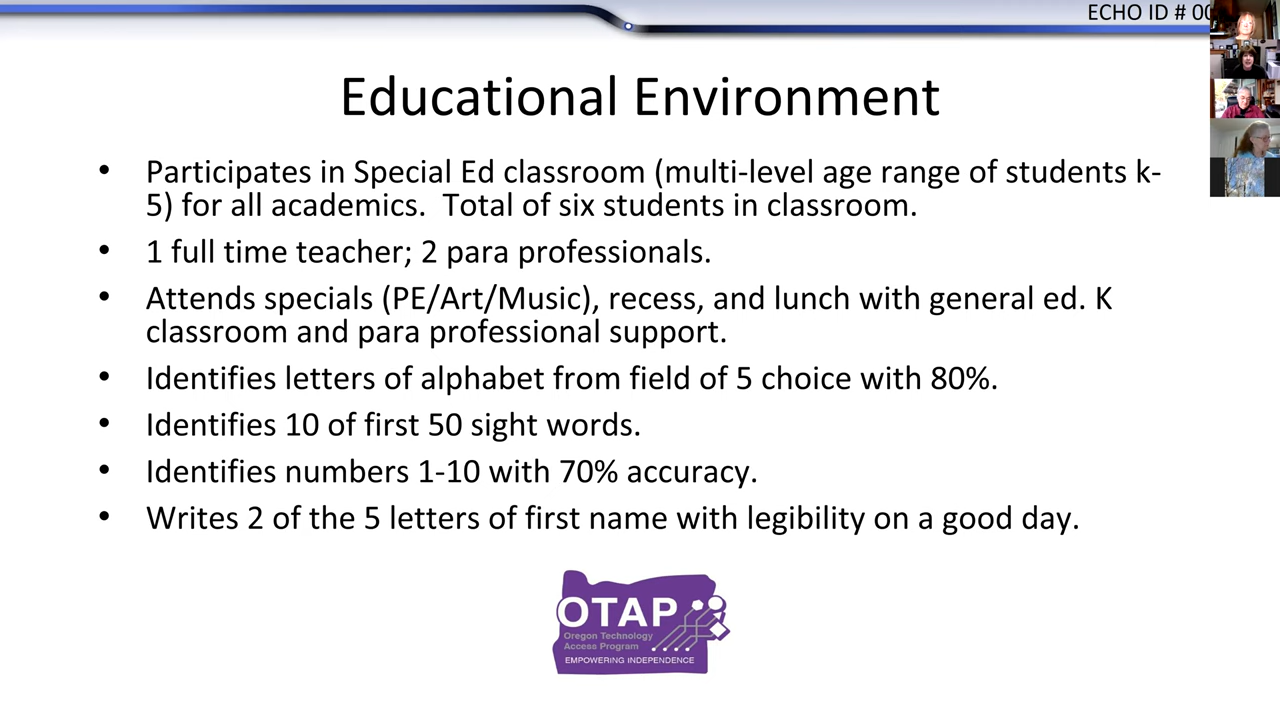 ECHO ID # 00
Educational Environment
• Participates in Special Ed classroom (multi-level age range of students k-
5) for all academics.  Total of six students in classroom.
• 1 full time teacher; 2 para professionals.
• Attends specials (PE/Art/Music), recess, and lunch with general ed. K
classroom and para professional support.
• Identifies letters of alphabet from field of 5 choice with 80%.
• Identifies 10 of first 50 sight words.
• Identifies numbers 1-10 with 70% accuracy.
• Writes 2 of the 5 letters of first name with legibility on a good day.
OTAP
Oregon Technology
Access Program
EMPOWERING INDEPENDENCE